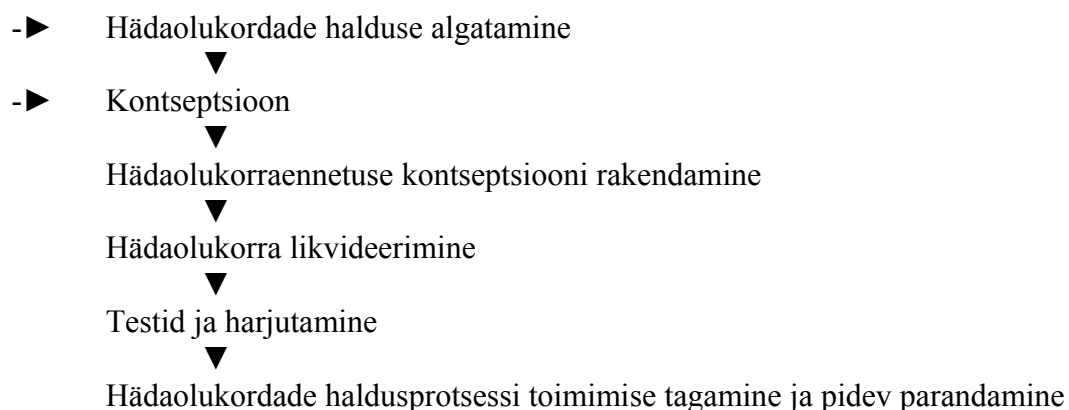 -► Hädaolukordade halduse algatamine
▼
-► Kontseptsioon
▼
Hädaolukorraennetuse kontseptsiooni rakendamine
▼
Hädaolukorra likvideerimine
▼
Testid ja harjutamine
▼
Hädaolukordade haldusprotsessi toimimise tagamine ja pidev parandamine